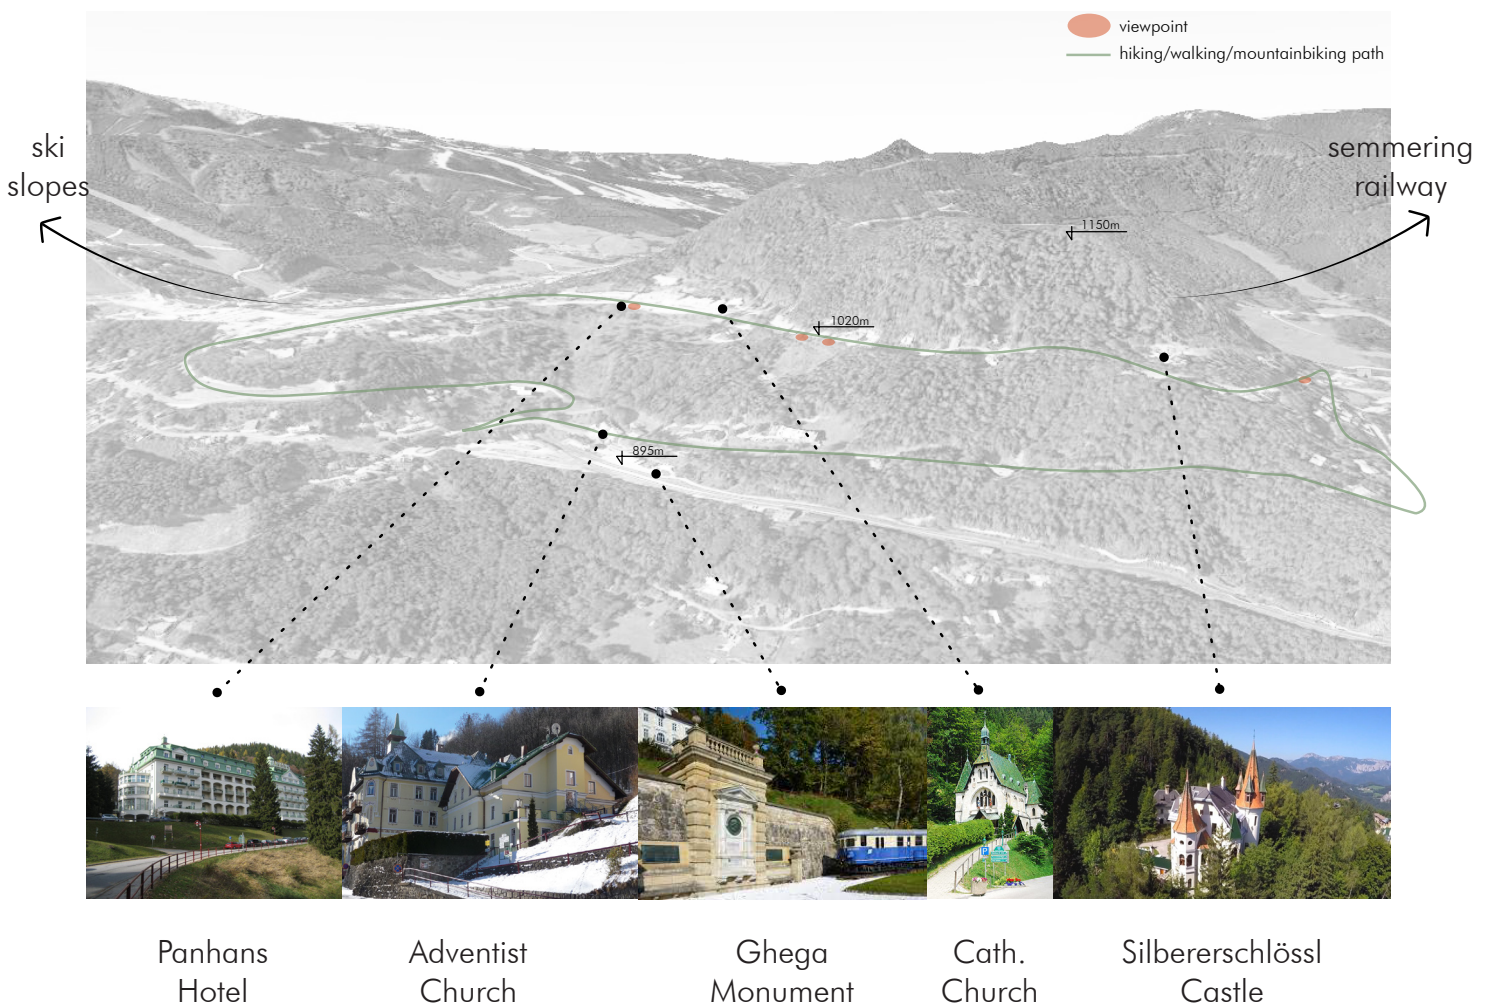 viewpoint
hiking/walking/mountainbiking path
ski
slopes
semmering
railway
1150m
1020m
895m
Panhans
Hotel
Adventist
Church
Ghega
Monument
Cath.
Church
Silbererschlössl
Castle